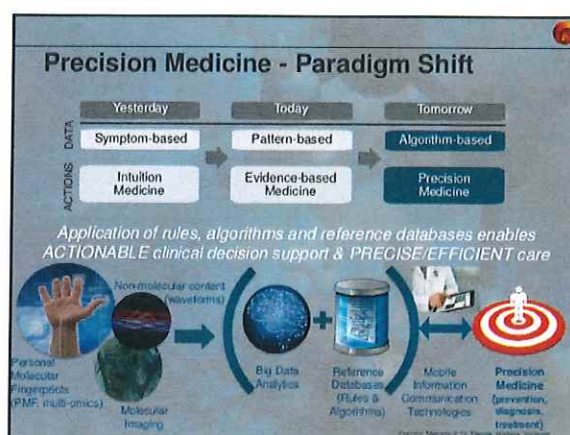 Precision Medicine - Paradigm Shift
Yesterday Today Tomorrow
DATA
Symptom-based Pattern-based Algorithm-based
ACTIONS
Intuition Evidence-based Precision
Medicine Medicine Medicine
Application of rules, algorithms and reference databases enables
ACTIONABLE clinical decision support & PRECISE/EFFICIENT care
Non-molecular content
(waveforms)
Personal
Molecular
Fingerprints
(PMF, multi-omics)
Molecular
Imaging
Big Data
Analytics
Reference
Databases
(Rules &
Algorithms)
Mobile
Information
Communication
Technologies
Precision
Medicine
(prevention,
diagnosis,
treatment)